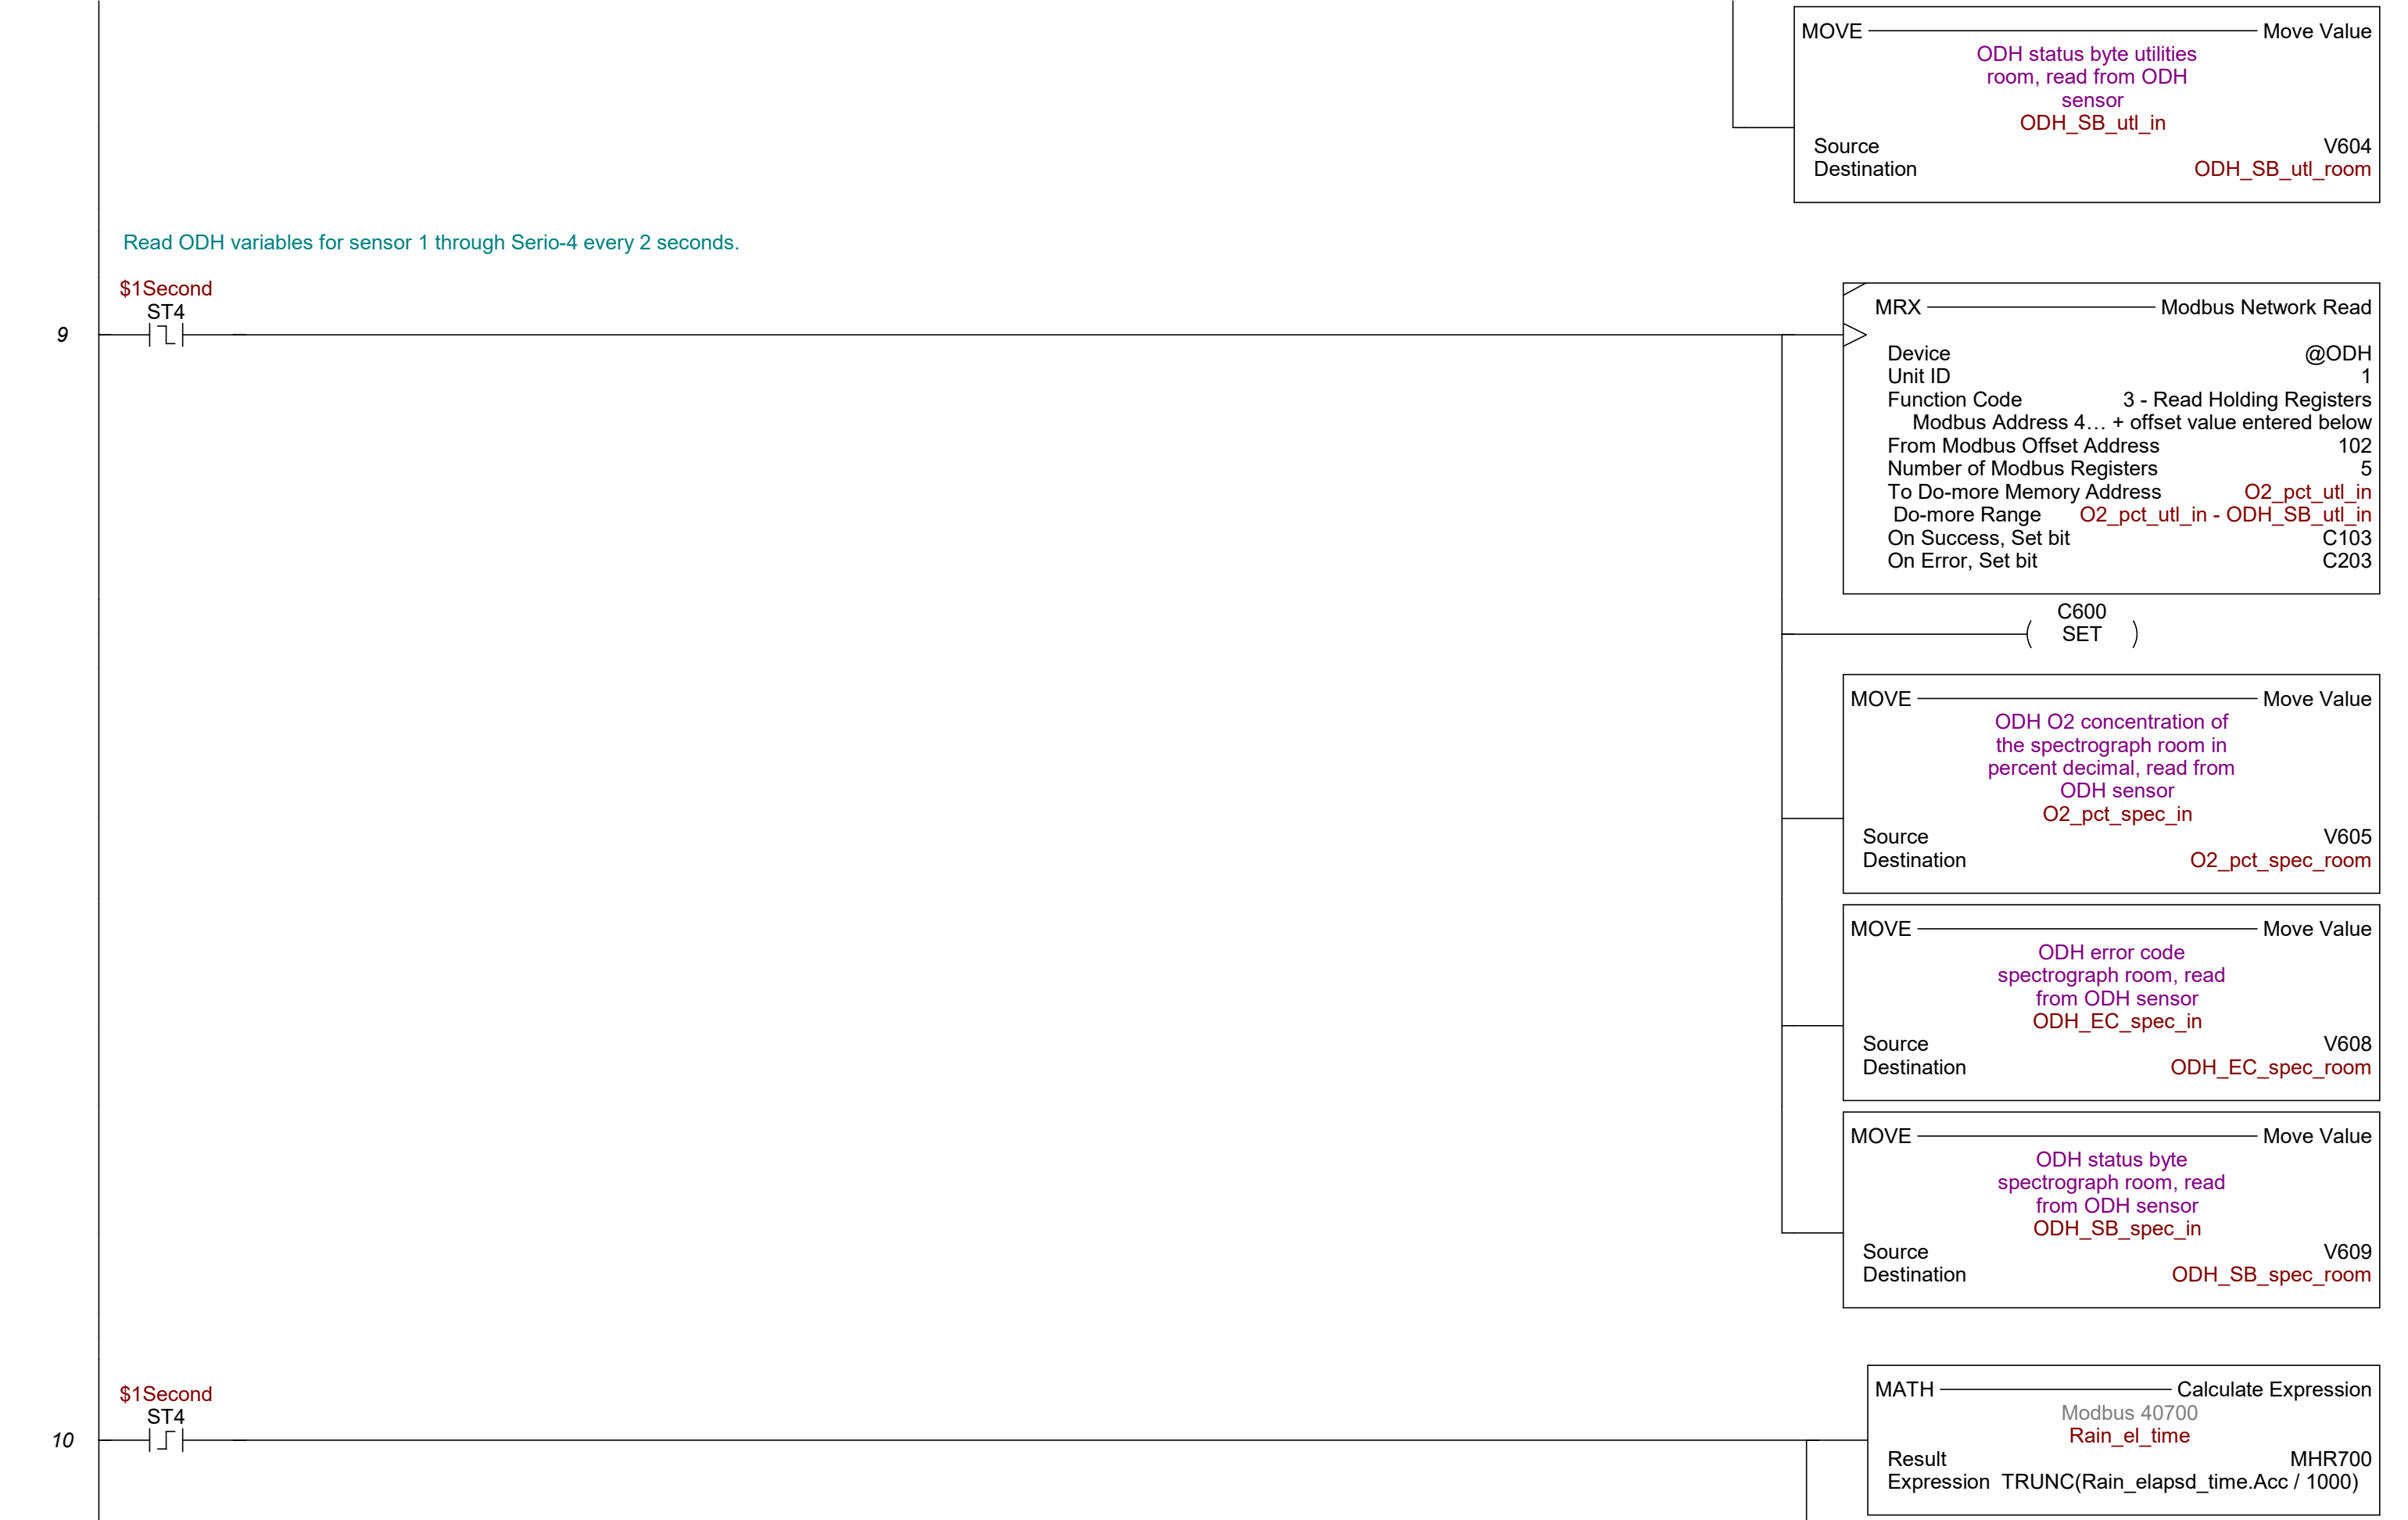 MOVE Move Value
ODH status byte utilities
room, read from ODH
sensor
ODH_SB_utl_in
Source V604
Destination ODH_SB_utl_room
Read ODH variables for sensor 1 through Serio-4 every 2 seconds.
$1Second
ST4
9
MRX Modbus Network Read
Device @ODH
Unit ID 1
Function Code 3 - Read Holding Registers
Modbus Address 4… + offset value entered below
From Modbus Offset Address 102
Number of Modbus Registers 5
To Do-more Memory Address O2_pct_utl_in
Do-more Range O2_pct_utl_in - ODH_SB_utl_in
On Success, Set bit C103
On Error, Set bit C203
C600
SET
MOVE Move Value
ODH O2 concentration of
the spectrograph room in
percent decimal, read from
ODH sensor
O2_pct_spec_in
Source V605
Destination O2_pct_spec_room
MOVE Move Value
ODH error code
spectrograph room, read
from ODH sensor
ODH_EC_spec_in
Source V608
Destination ODH_EC_spec_room
MOVE Move Value
ODH status byte
spectrograph room, read
from ODH sensor
ODH_SB_spec_in
Source V609
Destination ODH_SB_spec_room
$1Second
ST4
10
MATH Calculate Expression
Modbus 40700
Rain_el_time
Result MHR700
Expression TRUNC(Rain_elapsd_time.Acc / 1000)